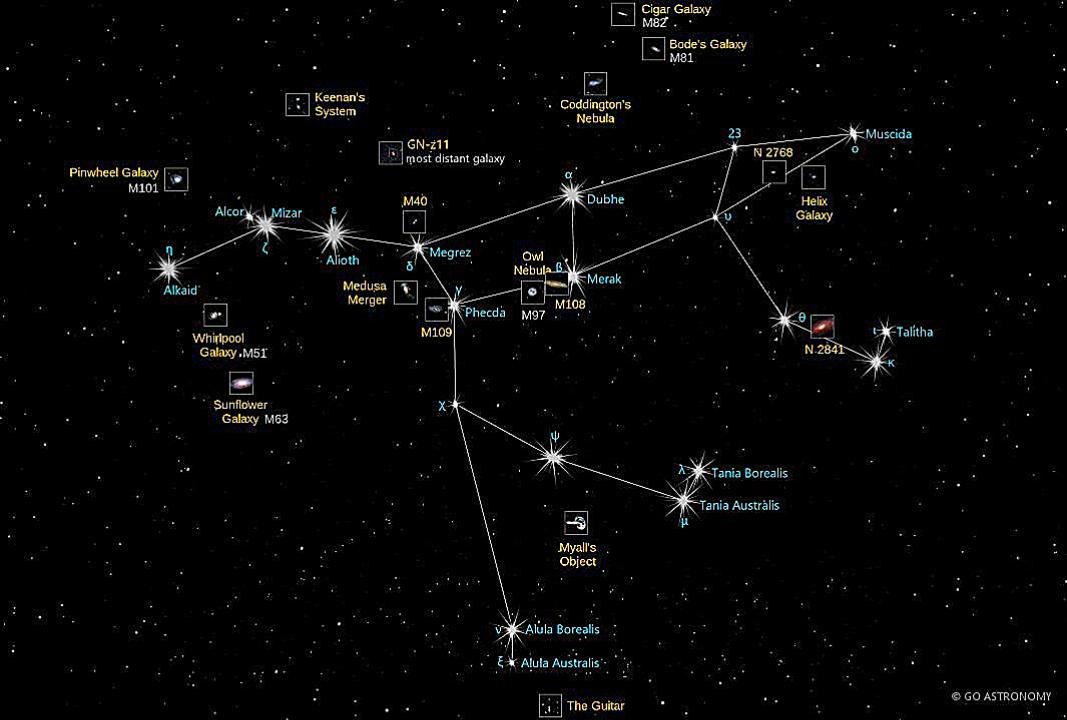 Cigar Galaxy
M82
Bode's Galaxy
M81
Coddington's
Nebula
Keenan's
System
GN-z11
most distant galaxy
23
Muscida
ο
N 2768
Helix
Galaxy
Pinwheel Galaxy
M101
α
Dubhe
M40
Alcor
Mizar
ζ
ε
Alioth
υ
η
Alkaid
Megrez
δ
Owl
Nebula
β
Merak
M108
M97
Medusa
Merger
γ
Phecda
M109
θ
N 2841
ι
Talitha
κ
Whirlpool
Galaxy M51
Sunflower
Galaxy M63
χ
ψ
λ
Tania Borealis
Tania Australis
μ
Myall's
Object
ν
Alula Borealis
ξ
Alula Australis
The Guitar
© GO ASTRONOMY